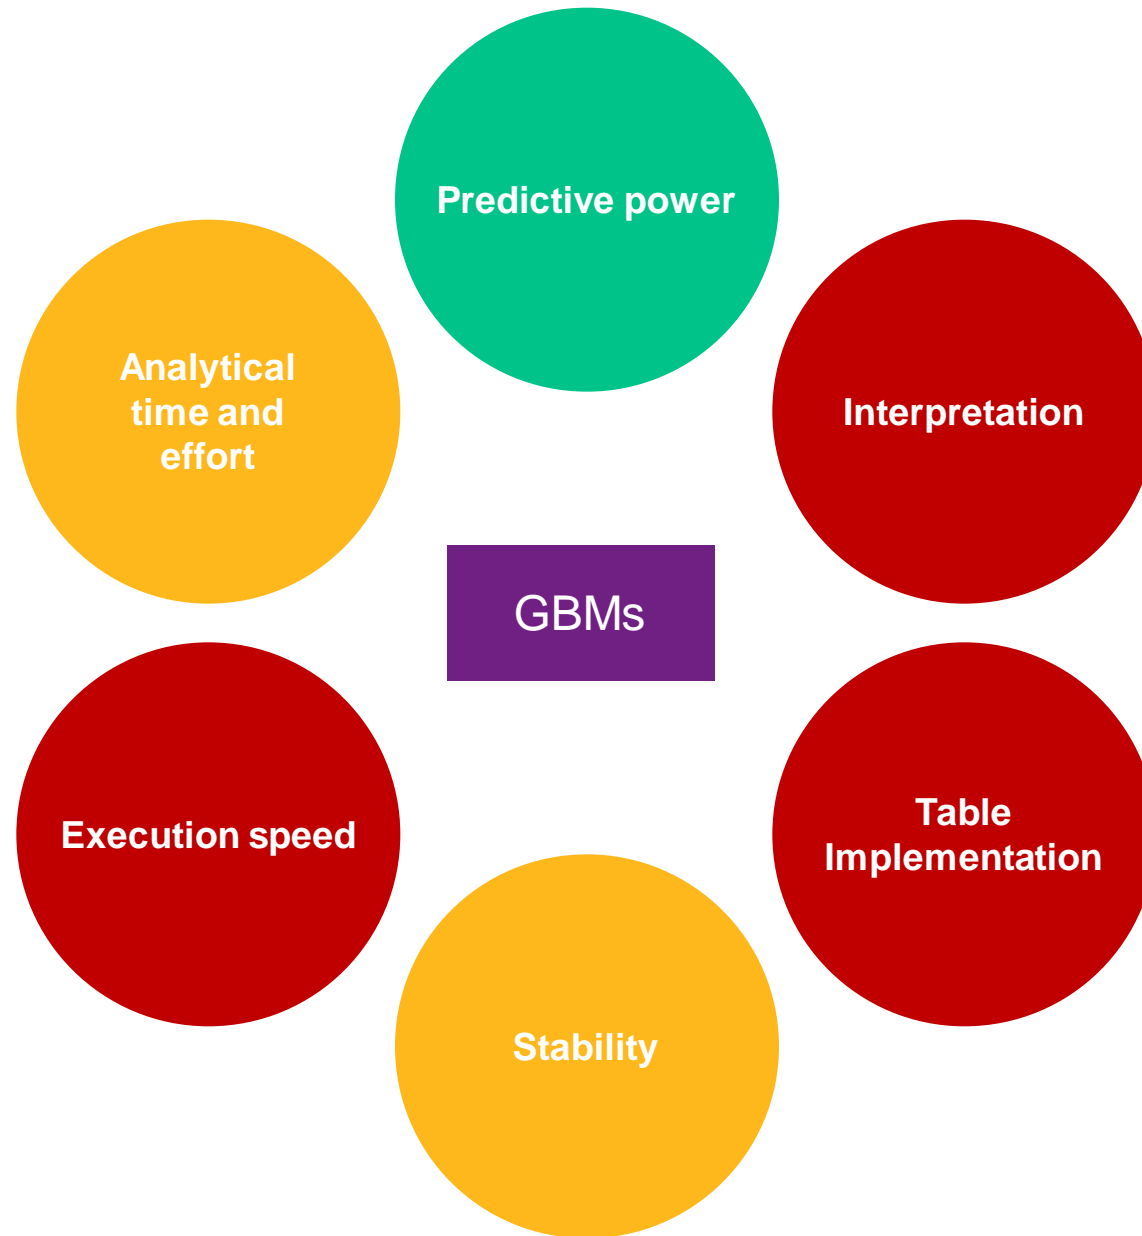 Predictive power
Analytical
time and
effort
Interpretation
GBMs
Execution speed
Table
Implementation
Stability